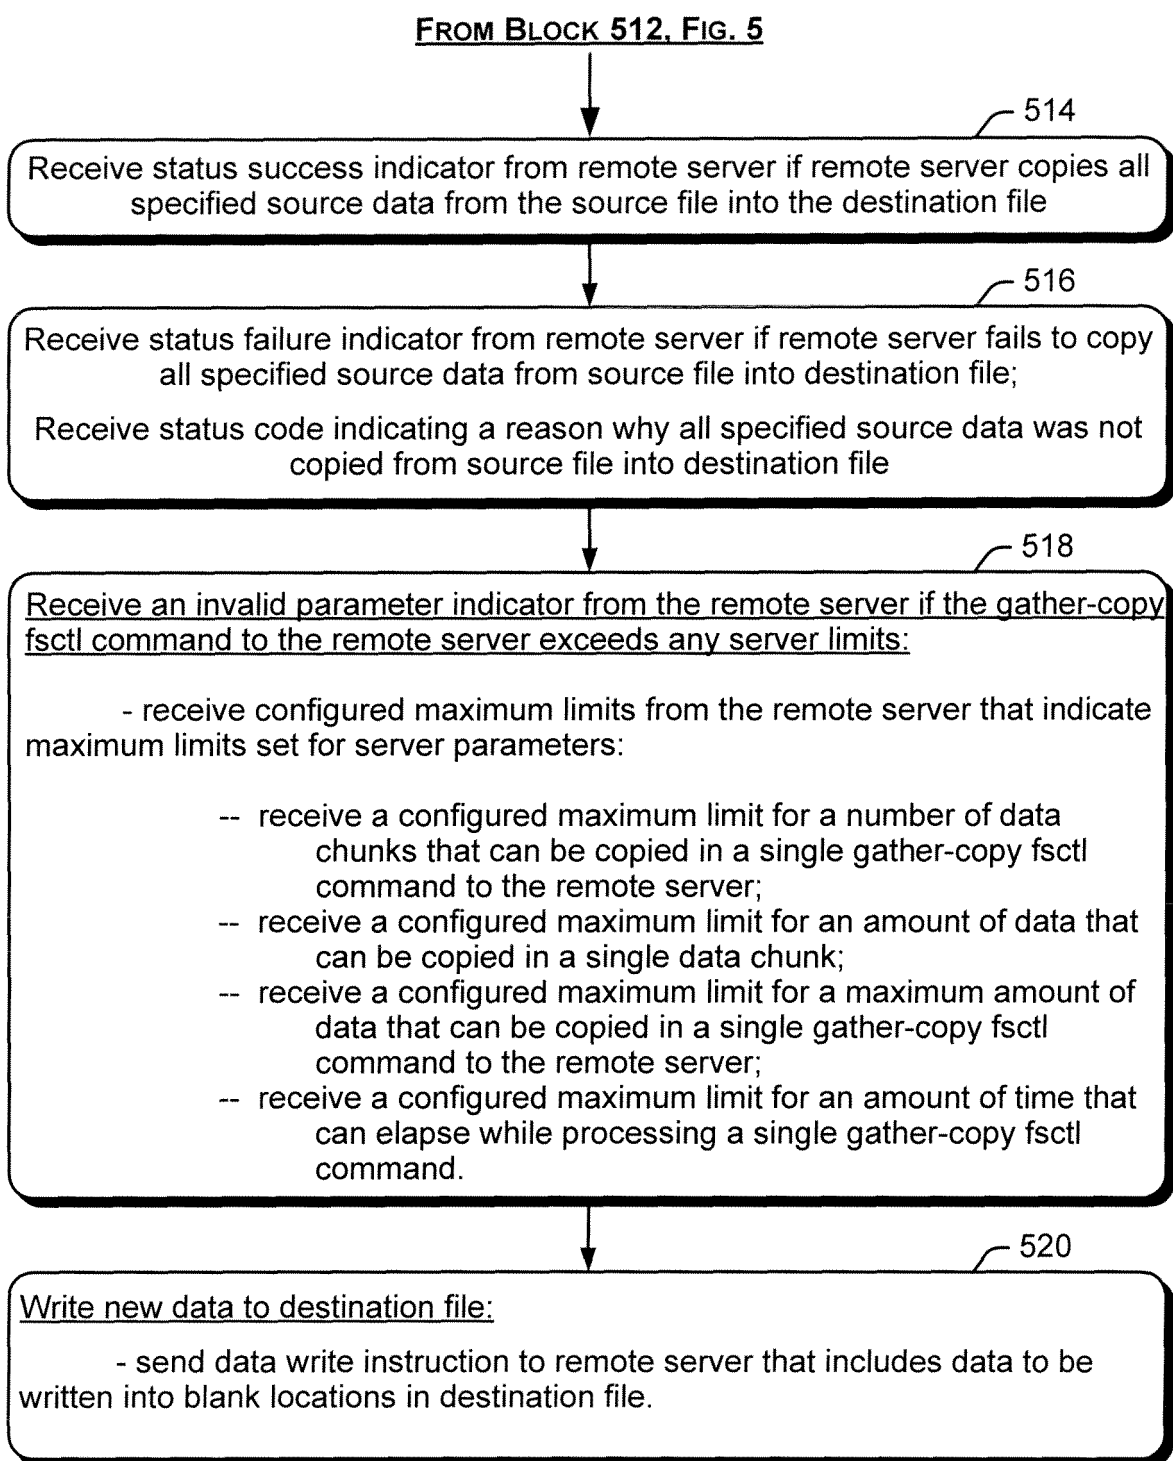 FROM BLOCK 512, FIG. 5
514
Receive status success indicator from remote server if remote server copies all
specified source data from the source file into the destination file
516
Receive status failure indicator from remote server if remote server fails to copy
all specified source data from source file into destination file;
Receive status code indicating a reason why all specified source data was not
copied from source file into destination file
518
Receive an invalid parameter indicator from the remote server if the gather-copy
fsctl command to the remote server exceeds any server limits:
- receive configured maximum limits from the remote server that indicate
maximum limits set for server parameters:
-- receive a configured maximum limit for a number of data
chunks that can be copied in a single gather-copy fsctl
command to the remote server;
-- receive a configured maximum limit for an amount of data that
can be copied in a single data chunk;
-- receive a configured maximum limit for a maximum amount of
data that can be copied in a single gather-copy fsctl
command to the remote server;
-- receive a configured maximum limit for an amount of time that
can elapse while processing a single gather-copy fsctl
command.
520
Write new data to destination file:
- send data write instruction to remote server that includes data to be
written into blank locations in destination file.